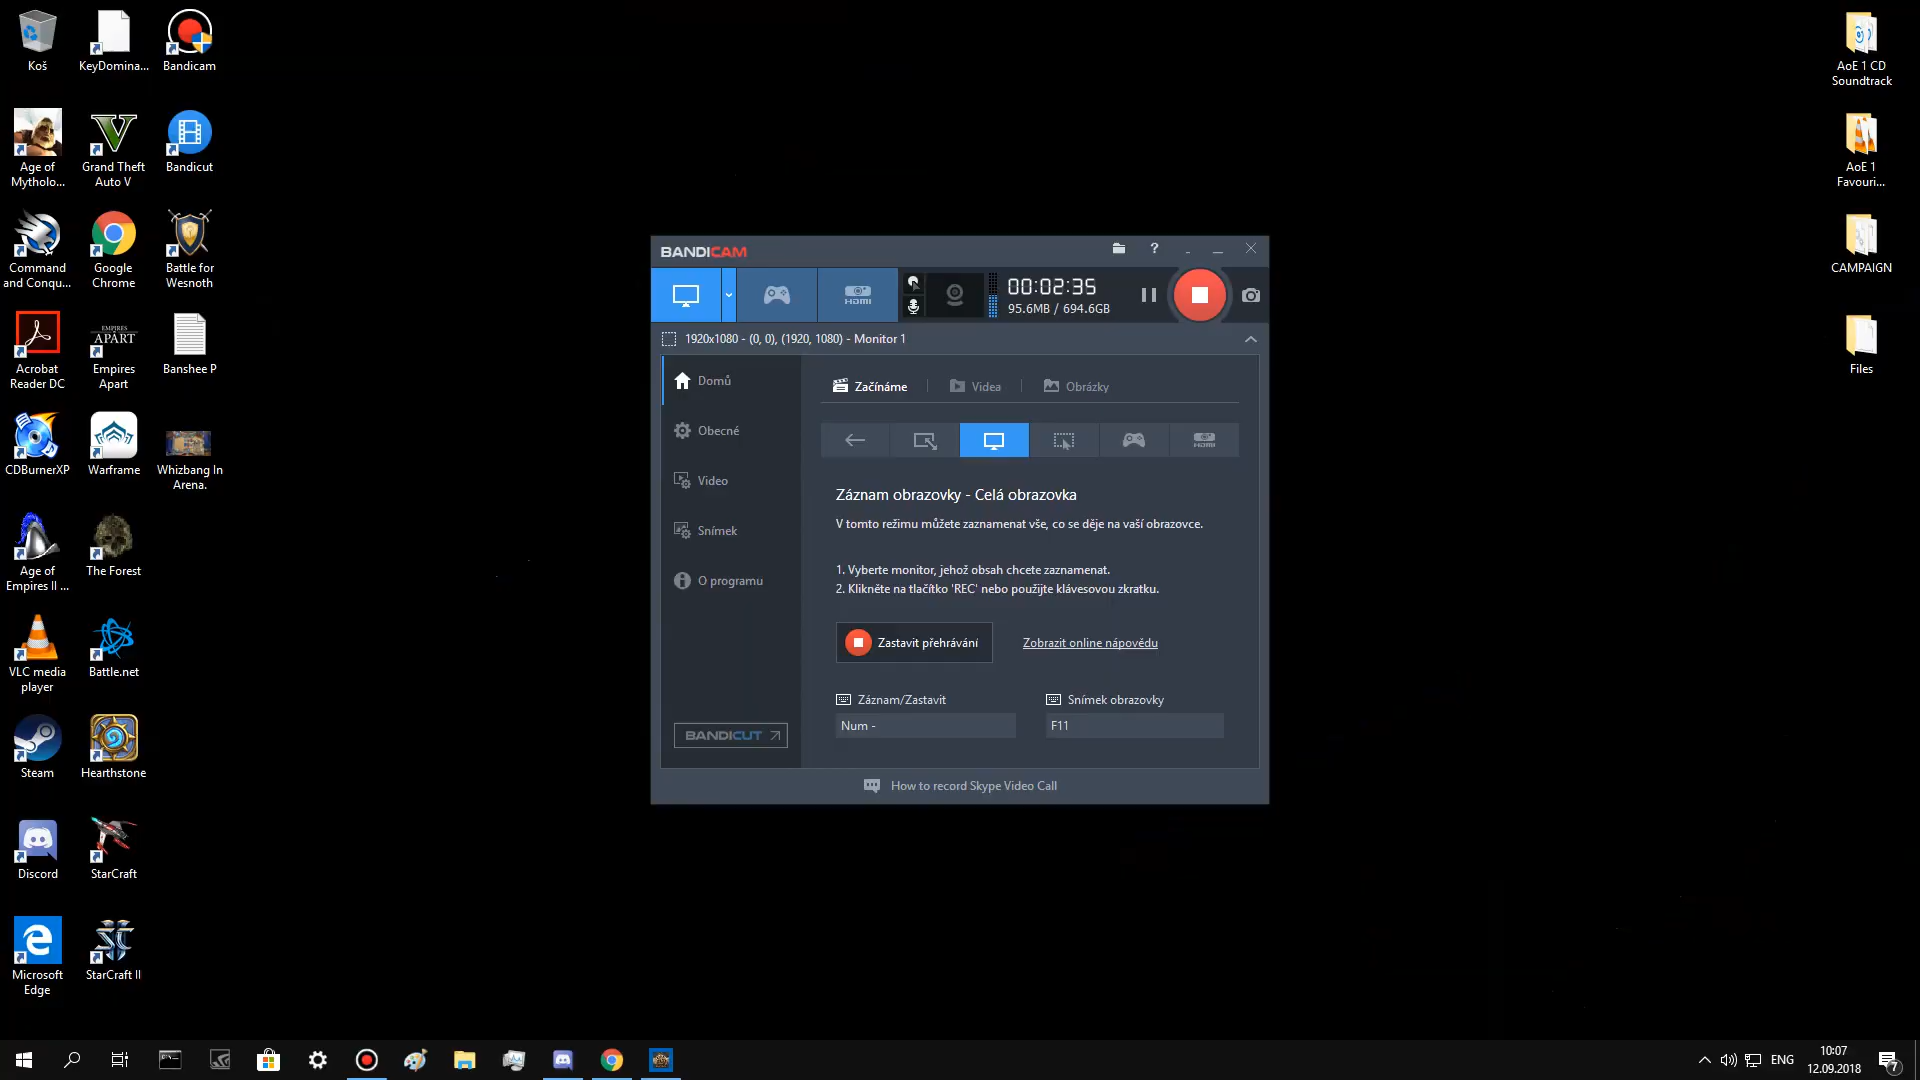 Koš
KeyDomina...
Bandicam
Age of
Mytholo...
Grand Theft
Auto V
Bandicut
Command
and Conqu...
Google
Chrome
Battle for
Wesnoth
Acrobat
Reader DC
EMPIRES
APART
Empires
Apart
Banshee P
CDBurnerXP
Warframe
Whizbang In
Arena.
Age of
Empires II ...
The Forest
VLC media
player
Battle.net
Steam
Hearthstone
Discord
StarCraft
Microsoft
Edge
StarCraft II
BANDICAM
HDMI
00:02:35
95.6MB / 694.6GB
1920x1080 - (0, 0), (1920, 1080) - Monitor 1
Domů
Obecné
Video
Snímek
O programu
BANDICUT
Začínáme
Videa
Obrázky
HDMI
Záznam obrazovky - Celá obrazovka
V tomto režimu můžete zaznamenat vše, co se děje na vaší obrazovce.
1. Vyberte monitor, jehož obsah chcete zaznamenat.
2. Klikněte na tlačítko 'REC' nebo použijte klávesovou zkratku.
Zastavit přehrávání
Zobrazit online nápovědu
Záznam/Zastavit
Snímek obrazovky
Num -
F11
How to record Skype Video Call
AoE 1 CD
Soundtrack
AoE 1
Favouri...
CAMPAIGN
Files
ENG
10:07
12.09.2018
7